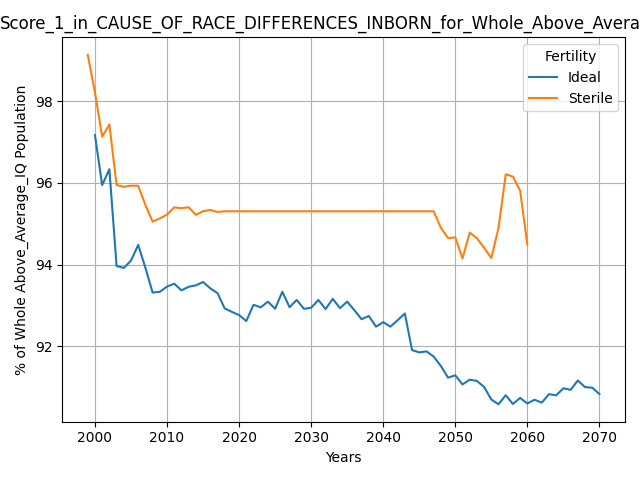 Score_1_in_CAUSE_OF_RACE_DIFFERENCES_INBORN_for_Whole_Above_Avera
Fertility
Ideal
Sterile
% of Whole Above_Average_IQ Population
98
96
94
92
2000 2010 2020 2030 2040 2050 2060 2070
Years